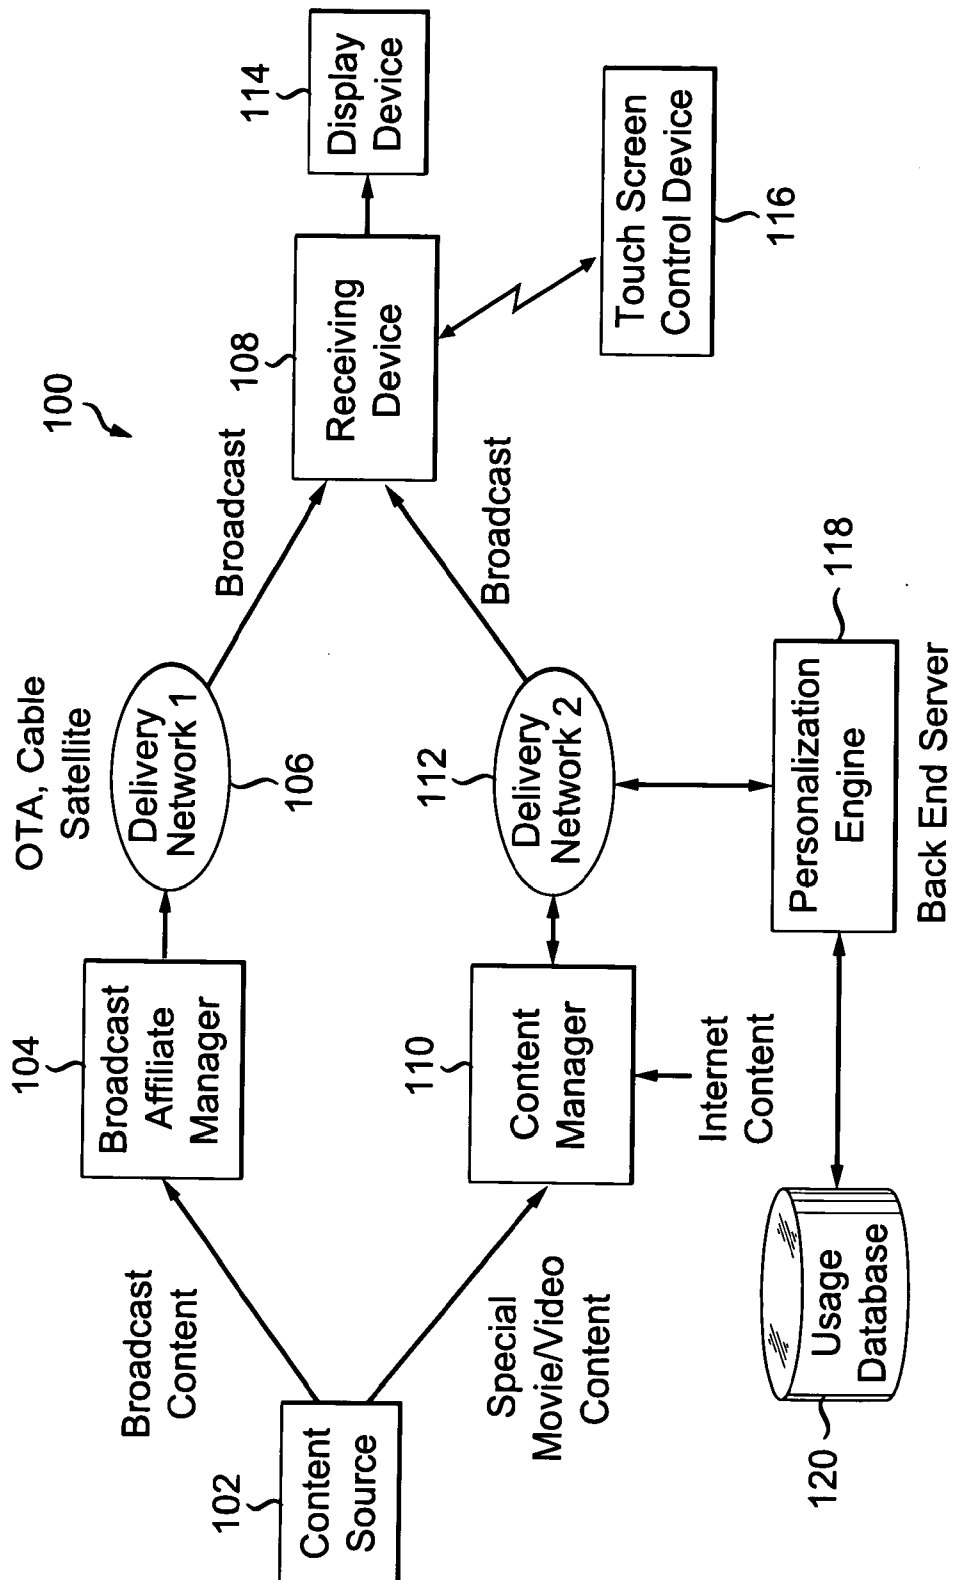 100
102
Content
Source
Broadcast
Content
Special
Movie/Video
Content
104
Broadcast
Affiliate
Manager
110
Content
Manager
Internet
Content
OTA, Cable
Satellite
Delivery
Network 1
106
112
Delivery
Network 2
Broadcast
Broadcast
108
Receiving
Device
114
Display
Device
Touch Screen
Control Device
116
118
Personalization
Engine
Back End Server
Usage
Database
120